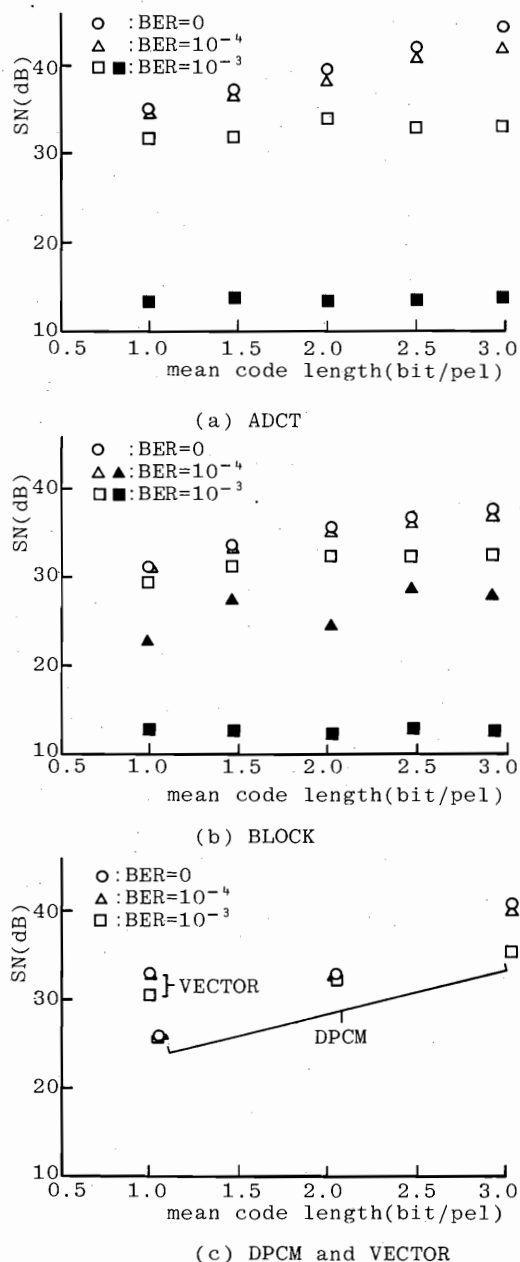 ○ :BER=0
△ :BER=10⁻⁴
□ ■ :BER=10⁻³
SN(dB)
40
30
20
10
0.5 1.0 1.5 2.0 2.5 3.0
mean code length(bit/pel)
(a) ADCT
○ :BER=0
△ ▲ :BER=10⁻⁴
□ ■ :BER=10⁻³
SN(dB)
40
30
20
10
0.5 1.0 1.5 2.0 2.5 3.0
mean code length(bit/pel)
(b) BLOCK
○ :BER=0
△ :BER=10⁻⁴
□ :BER=10⁻³
SN(dB)
40
30
20
10
VECTOR
DPCM
0.5 1.0 1.5 2.0 2.5 3.0
mean code length(bit/pel)
(c) DPCM and VECTOR